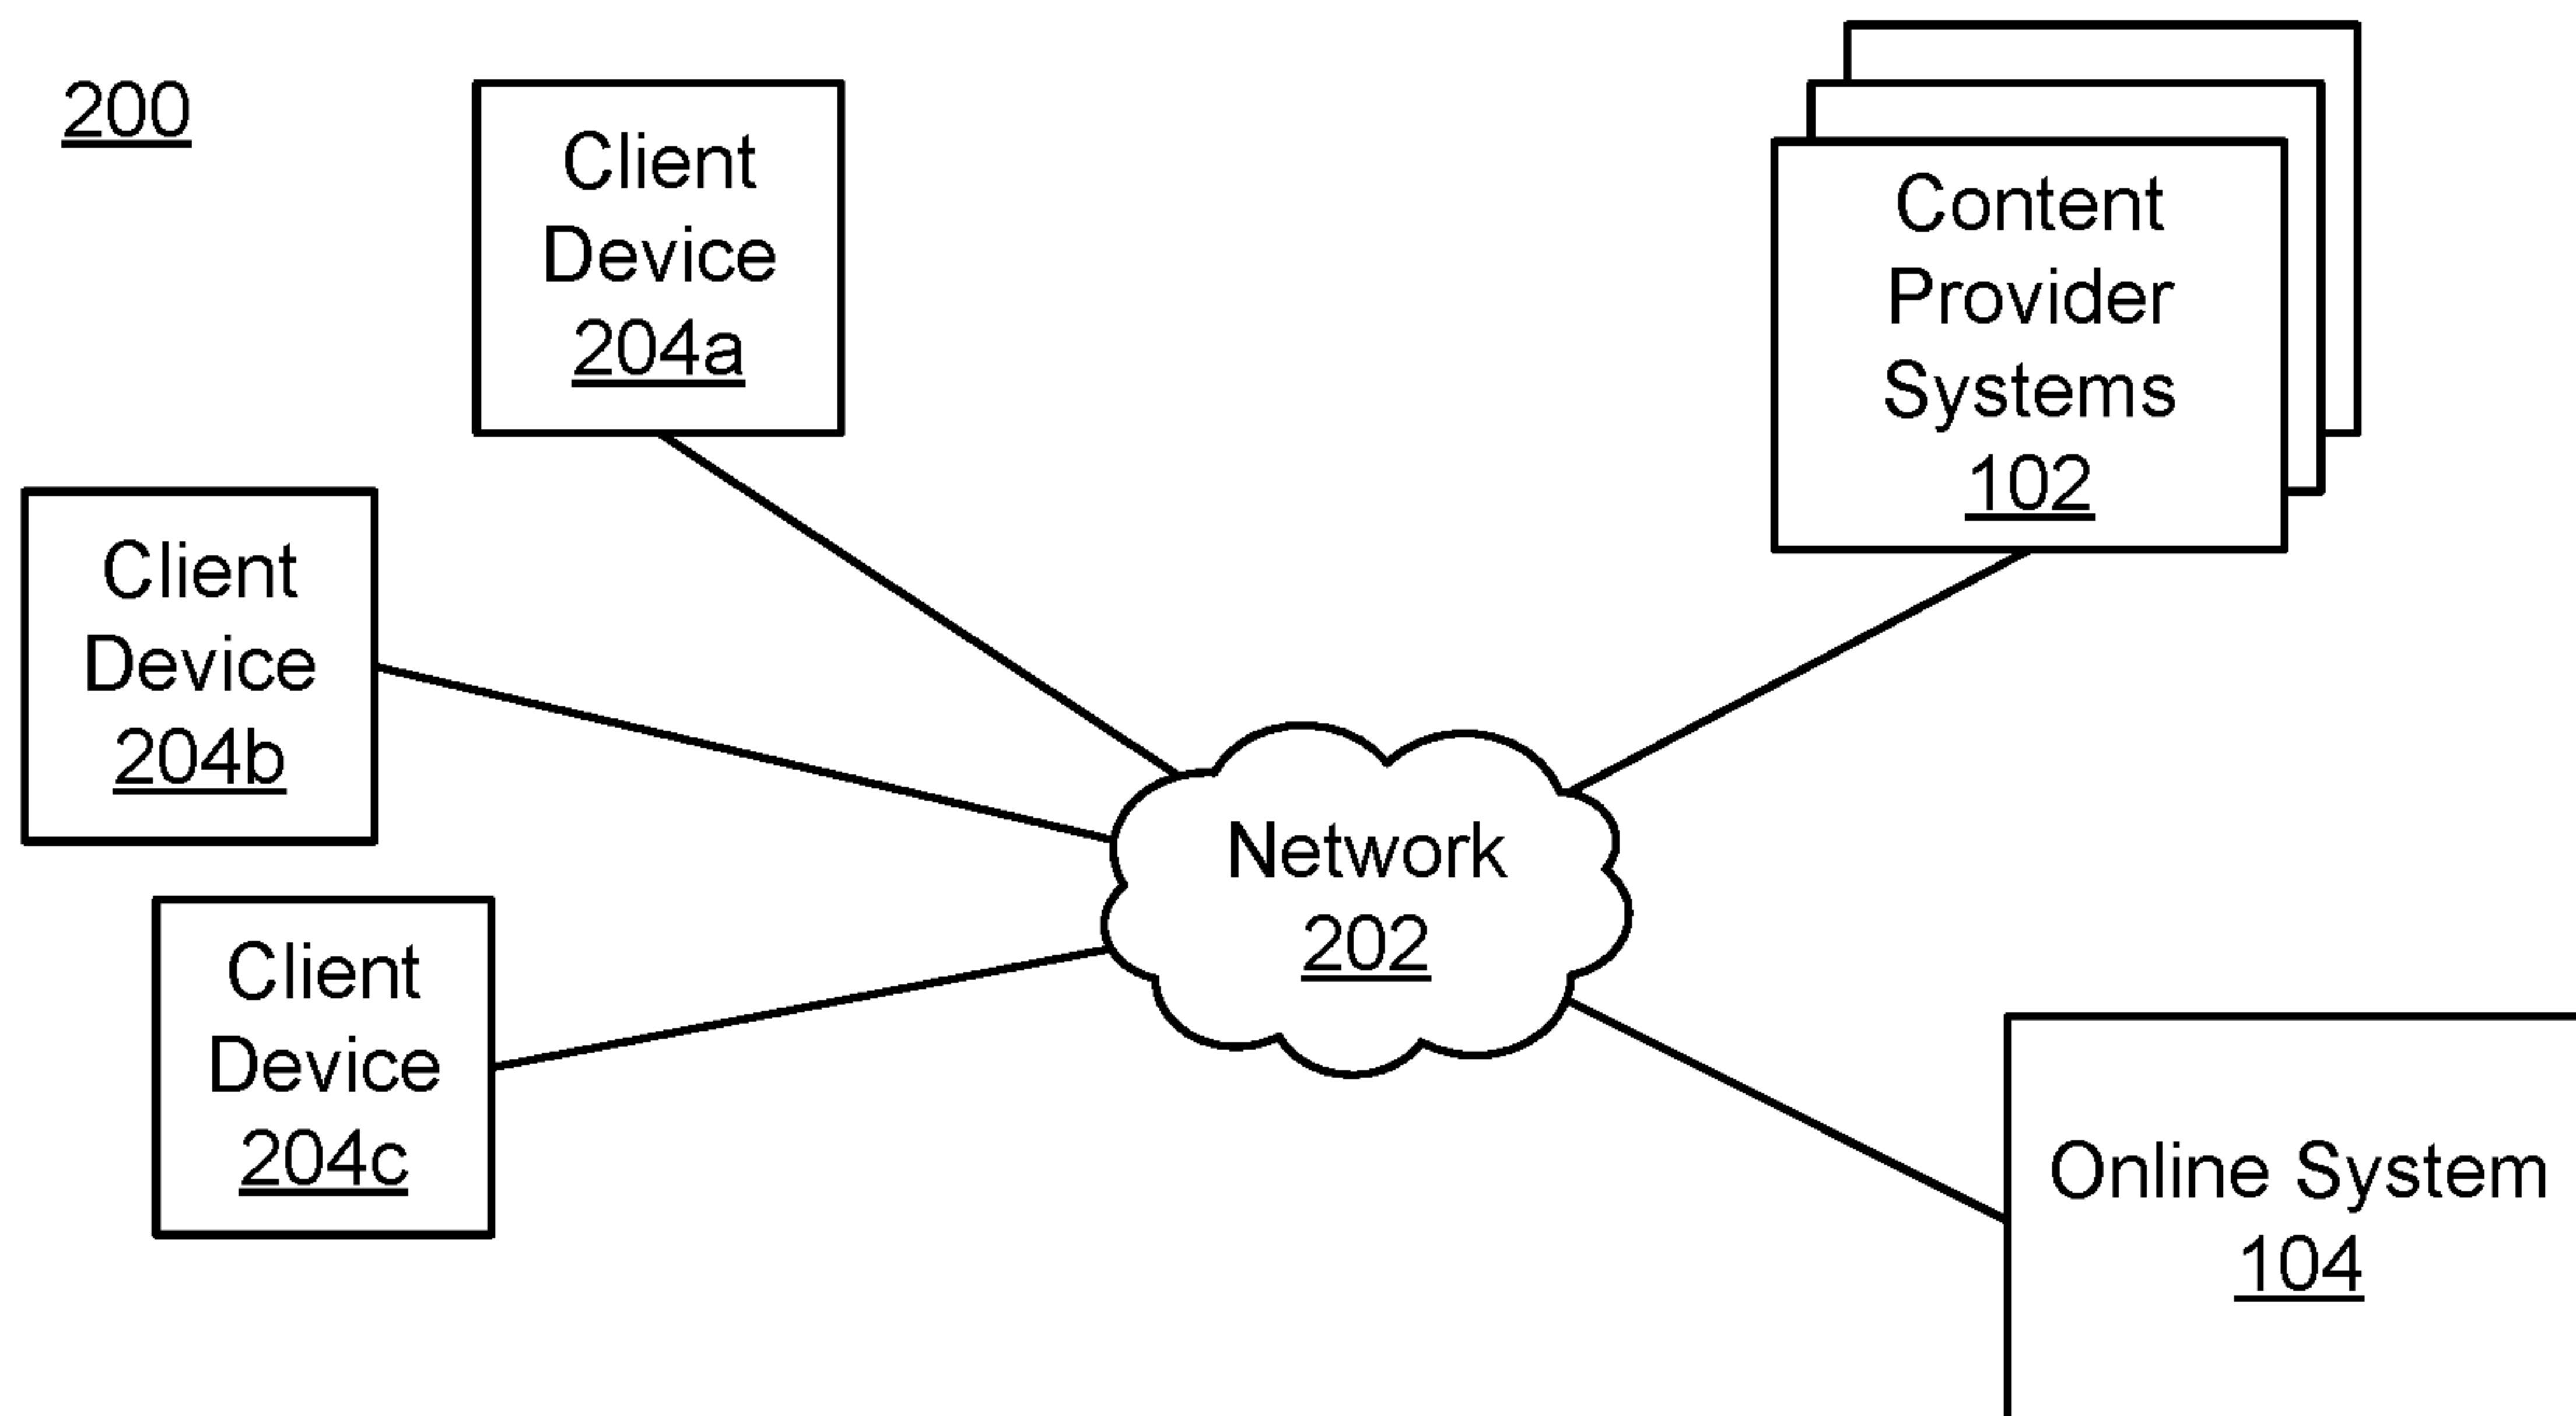 200
Client
Device
204a
Content
Provider
Systems
102
Client
Device
204b
Network
202
Client
Device
204c
Online System
104